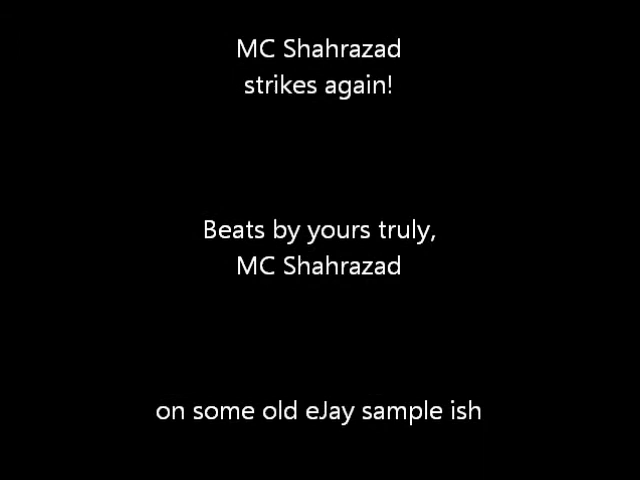 MC Shahrazad
strikes again!
Beats by yours truly,
MC Shahrazad
on some old eJay sample ish